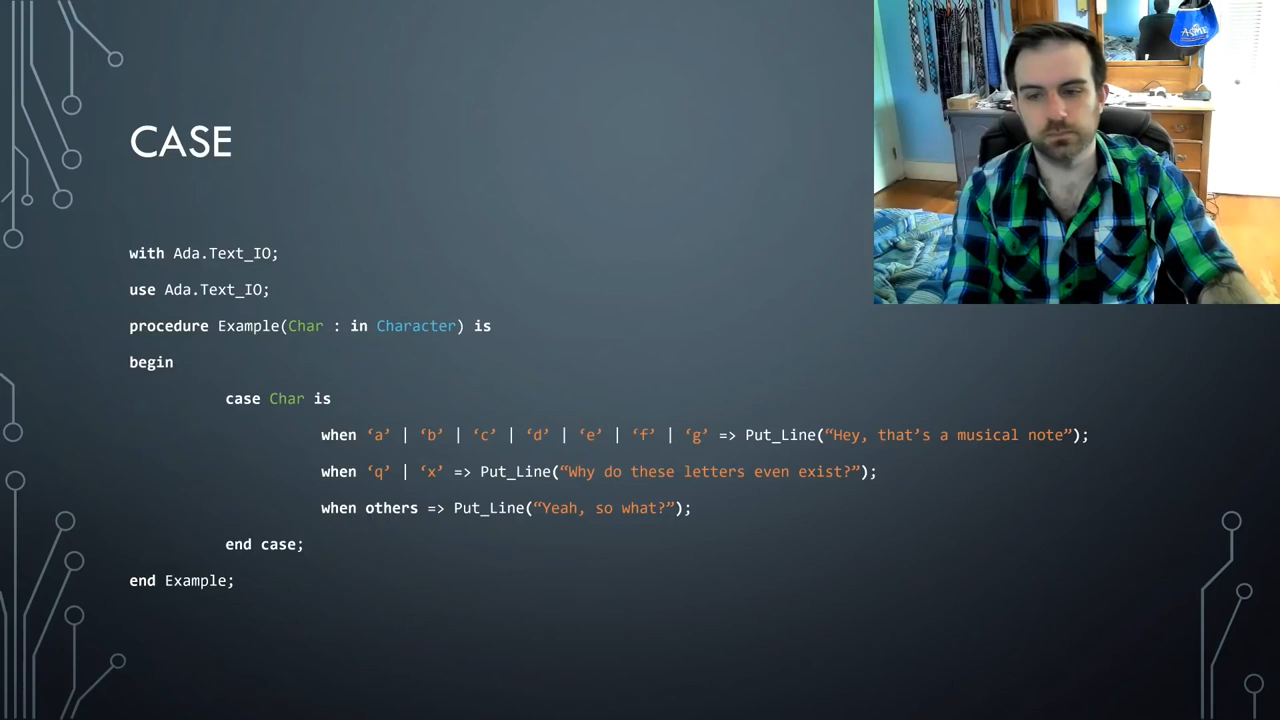 CASE
with Ada.Text_IO;
use Ada.Text_IO;
procedure Example(Char : in Character) is
begin
case Char is
when ‘a’ | ‘b’ | ‘c’ | ‘d’ | ‘e’ | ‘f’ | ‘g’ => Put_Line(“Hey, that’s a musical note”);
when ‘q’ | ‘x’ => Put_Line(“Why do these letters even exist?”);
when others => Put_Line(“Yeah, so what?”);
end case;
end Example;
ACME